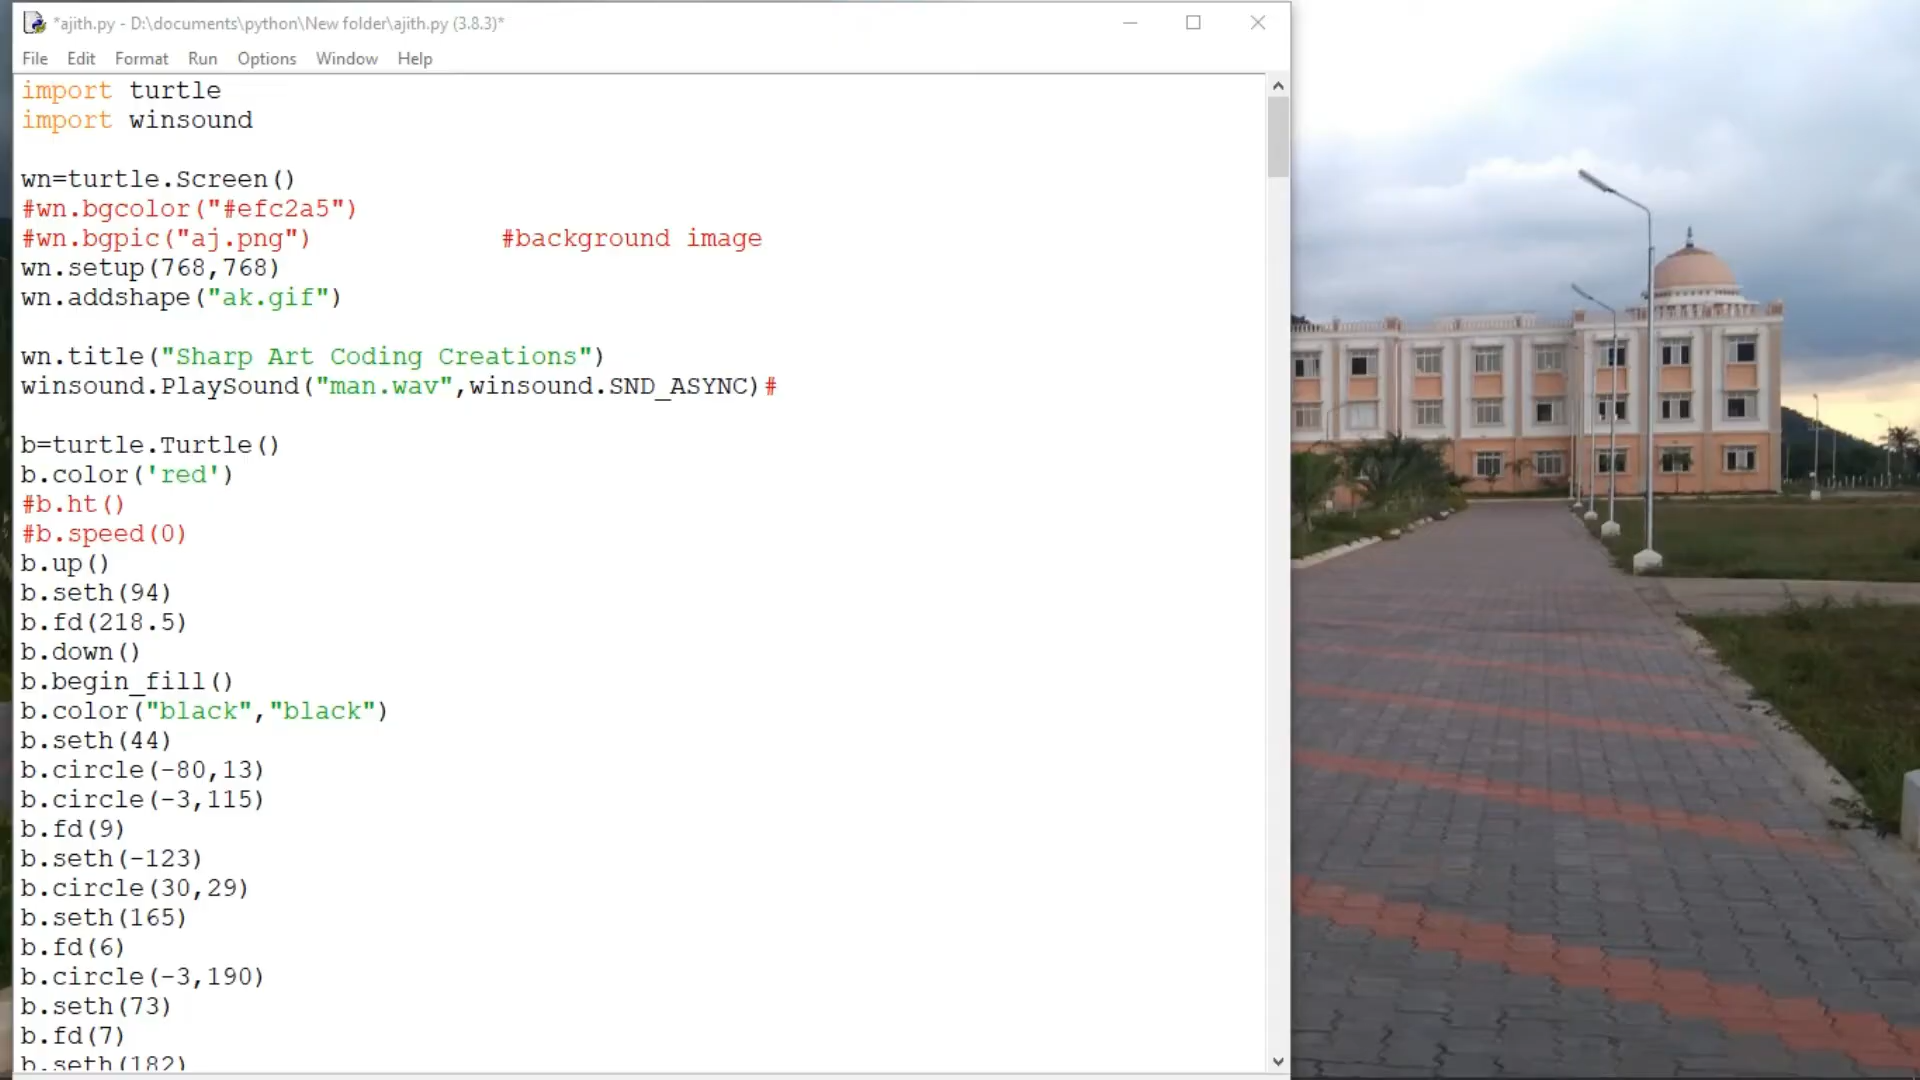 *ajith.py - D:\documents\python\New folder\ajith.py (3.8.3)*
File Edit Format Run Options Window Help
import turtle
import winsound
wn=turtle.Screen()
#wn.bgcolor("#efc2a5")
#wn.bgpic("aj.png") #background image
wn.setup(768,768)
wn.addshape("ak.gif")
wn.title("Sharp Art Coding Creations")
winsound.PlaySound("man.wav",winsound.SND_ASYNC)#
b=turtle.Turtle()
b.color('red')
#b.ht()
#b.speed(0)
b.up()
b.seth(94)
b.fd(218.5)
b.down()
b.begin_fill()
b.color("black","black")
b.seth(44)
b.circle(-80,13)
b.circle(-3,115)
b.fd(9)
b.seth(-123)
b.circle(30,29)
b.seth(165)
b.fd(6)
b.circle(-3,190)
b.seth(73)
b.fd(7)
b.seth(182)